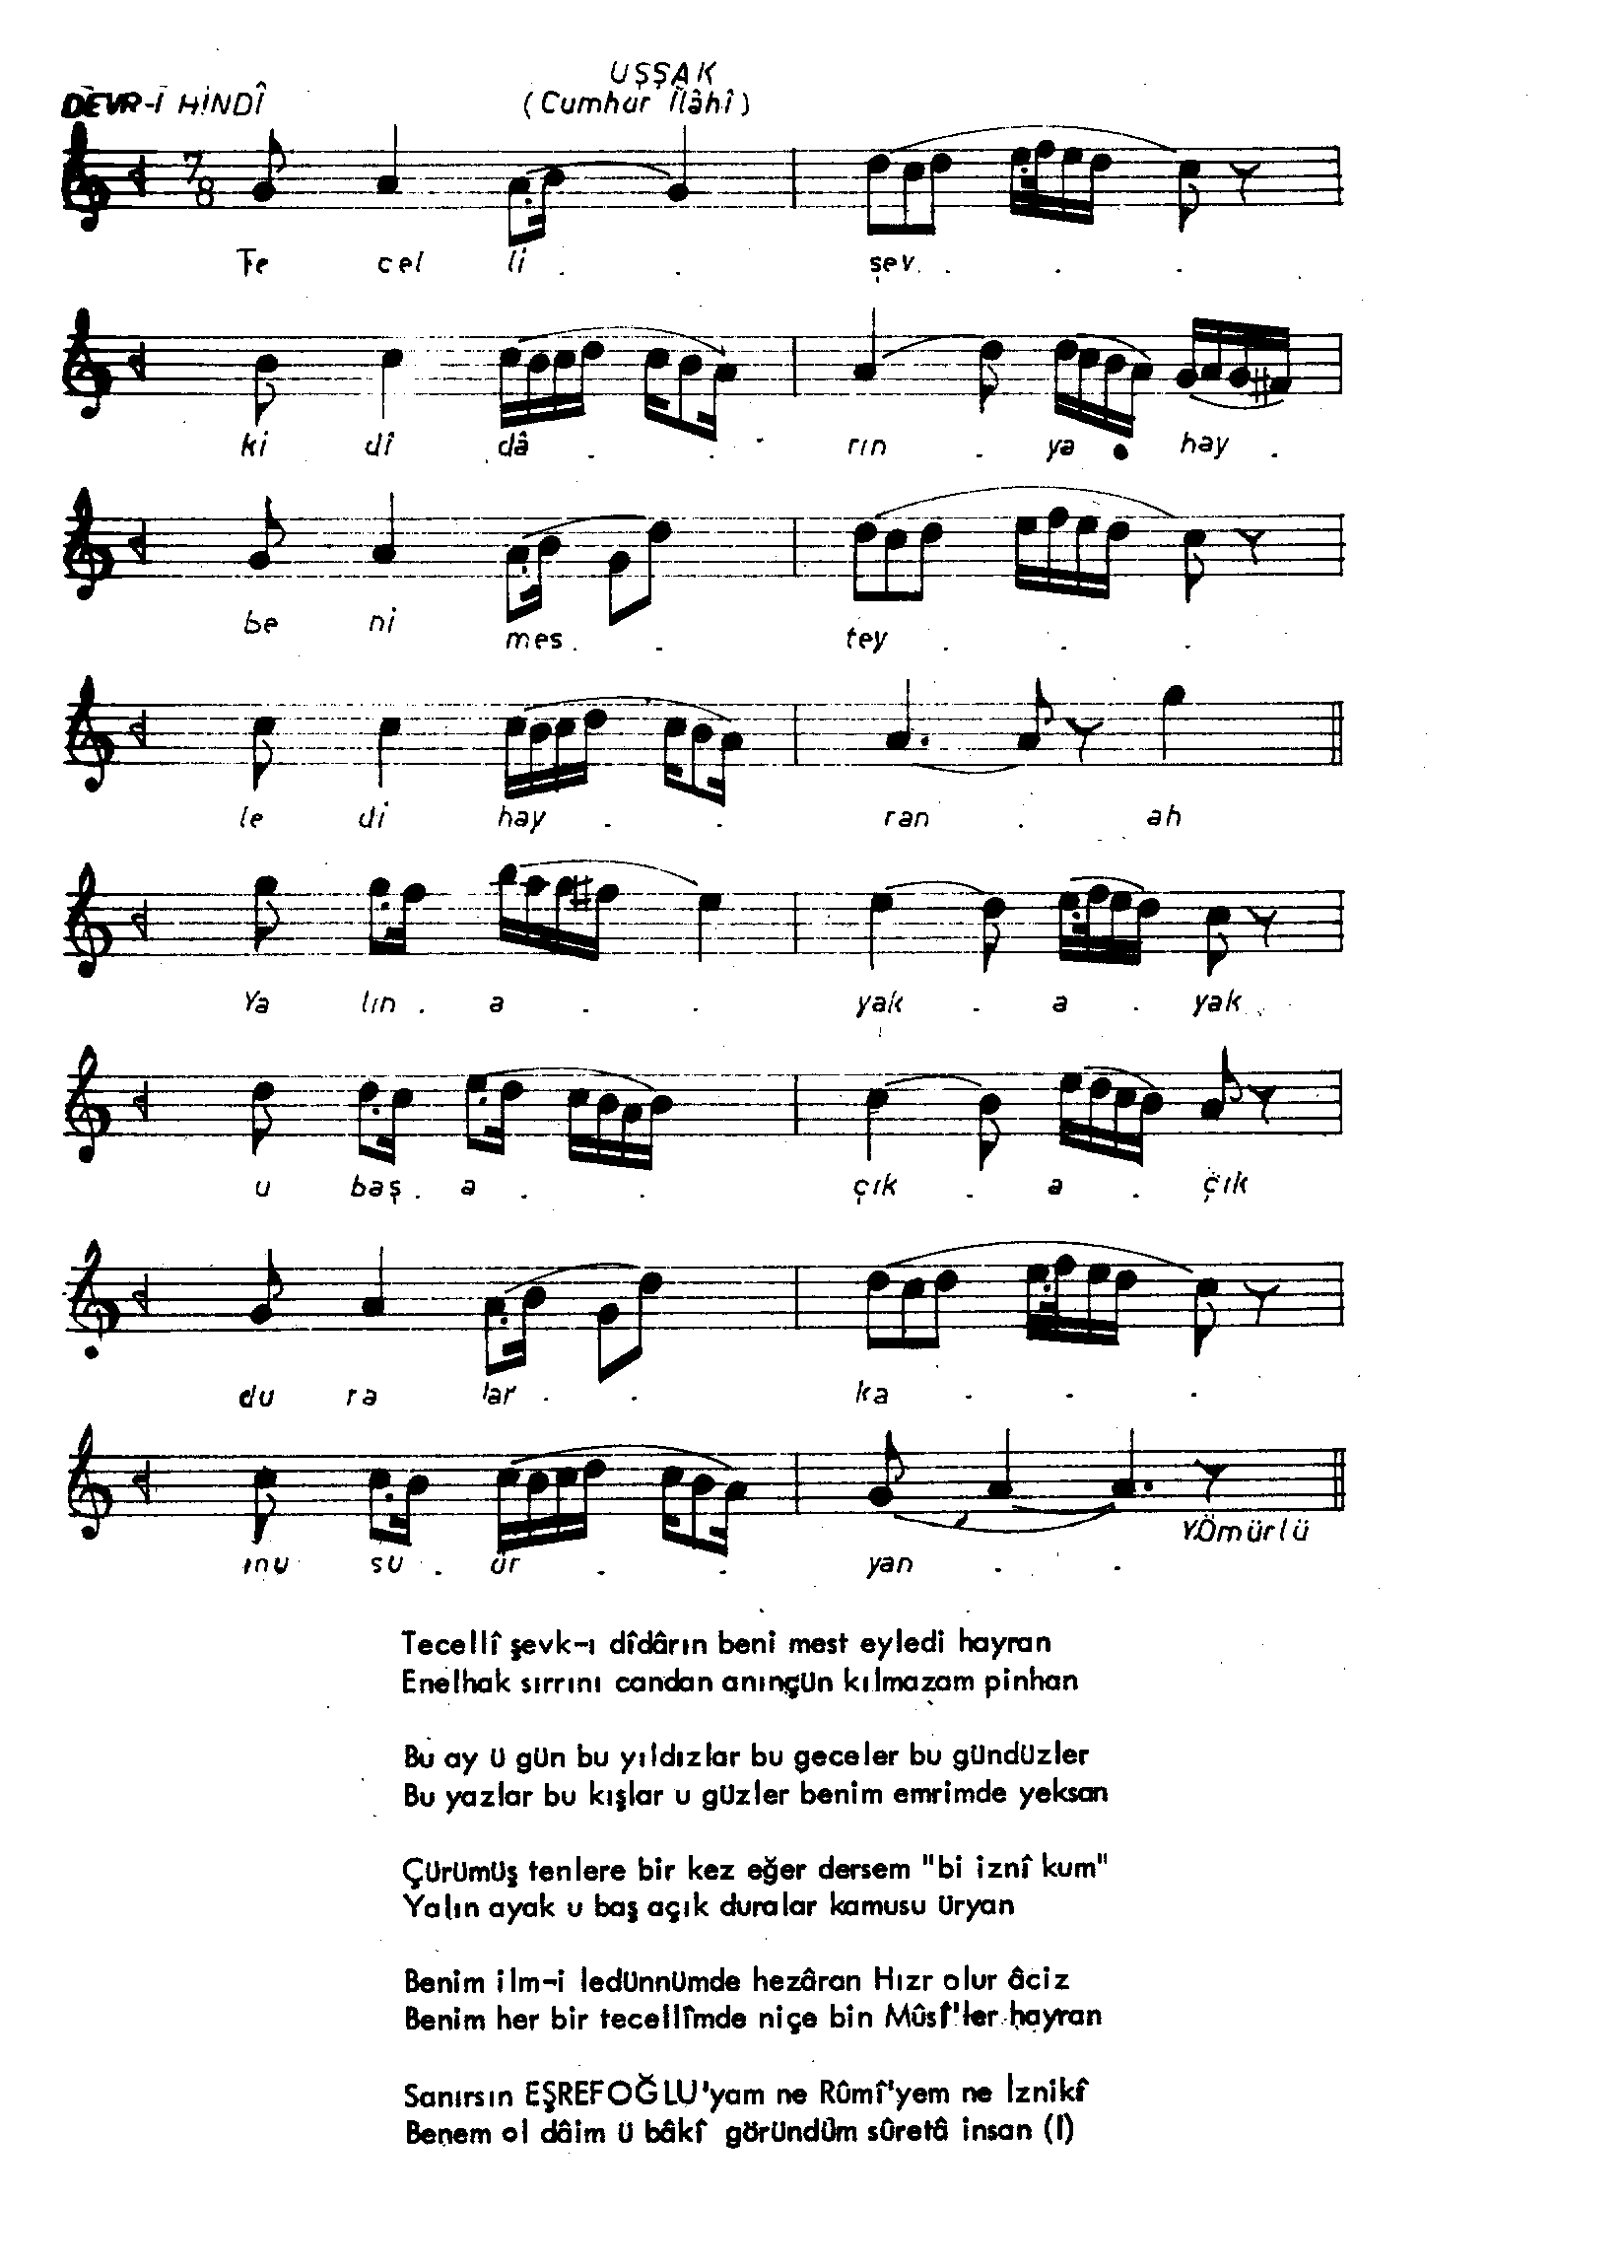 UŞŞAK
DEVR-İ HİNDÎ
(Cumhur İlâhî)
7
8
Te cel li . . şev . . . .
ki dî dâ . . . rın . ya . hay .
be ni mes . . tey . . .
le di hay . . ran . ah
Ya lın . a . . yak . a . yak .
u baş . a . . çık . a . çık
du ra lar . . ka . . .
mu su . ür . . yan . .
Y.Ömürlü
Tecellî şevk-ı dîdârın beni mest eyledi hayran
Enelhak sırrını candan anınçün kılmazam pinhan
Bu ay ü gün bu yıldızlar bu geceler bu gündüzler
Bu yazlar bu kışlar u güzler benim emrimde yeksan
Çürümüş tenlere bir kez eğer dersem "bi iznî kum"
Yalın ayak u baş açık duralar kamusu üryan
Benim ilm-i ledünnümde hezâran Hızr olur âciz
Benim her bir tecellîmde niçe bin Mûsî'ler hayran
Sanırsın EŞREFOĞLU'yam ne Rûmî'yem ne İznikî
Benem ol dâim ü bâkî göründüm sûretâ insan (I)